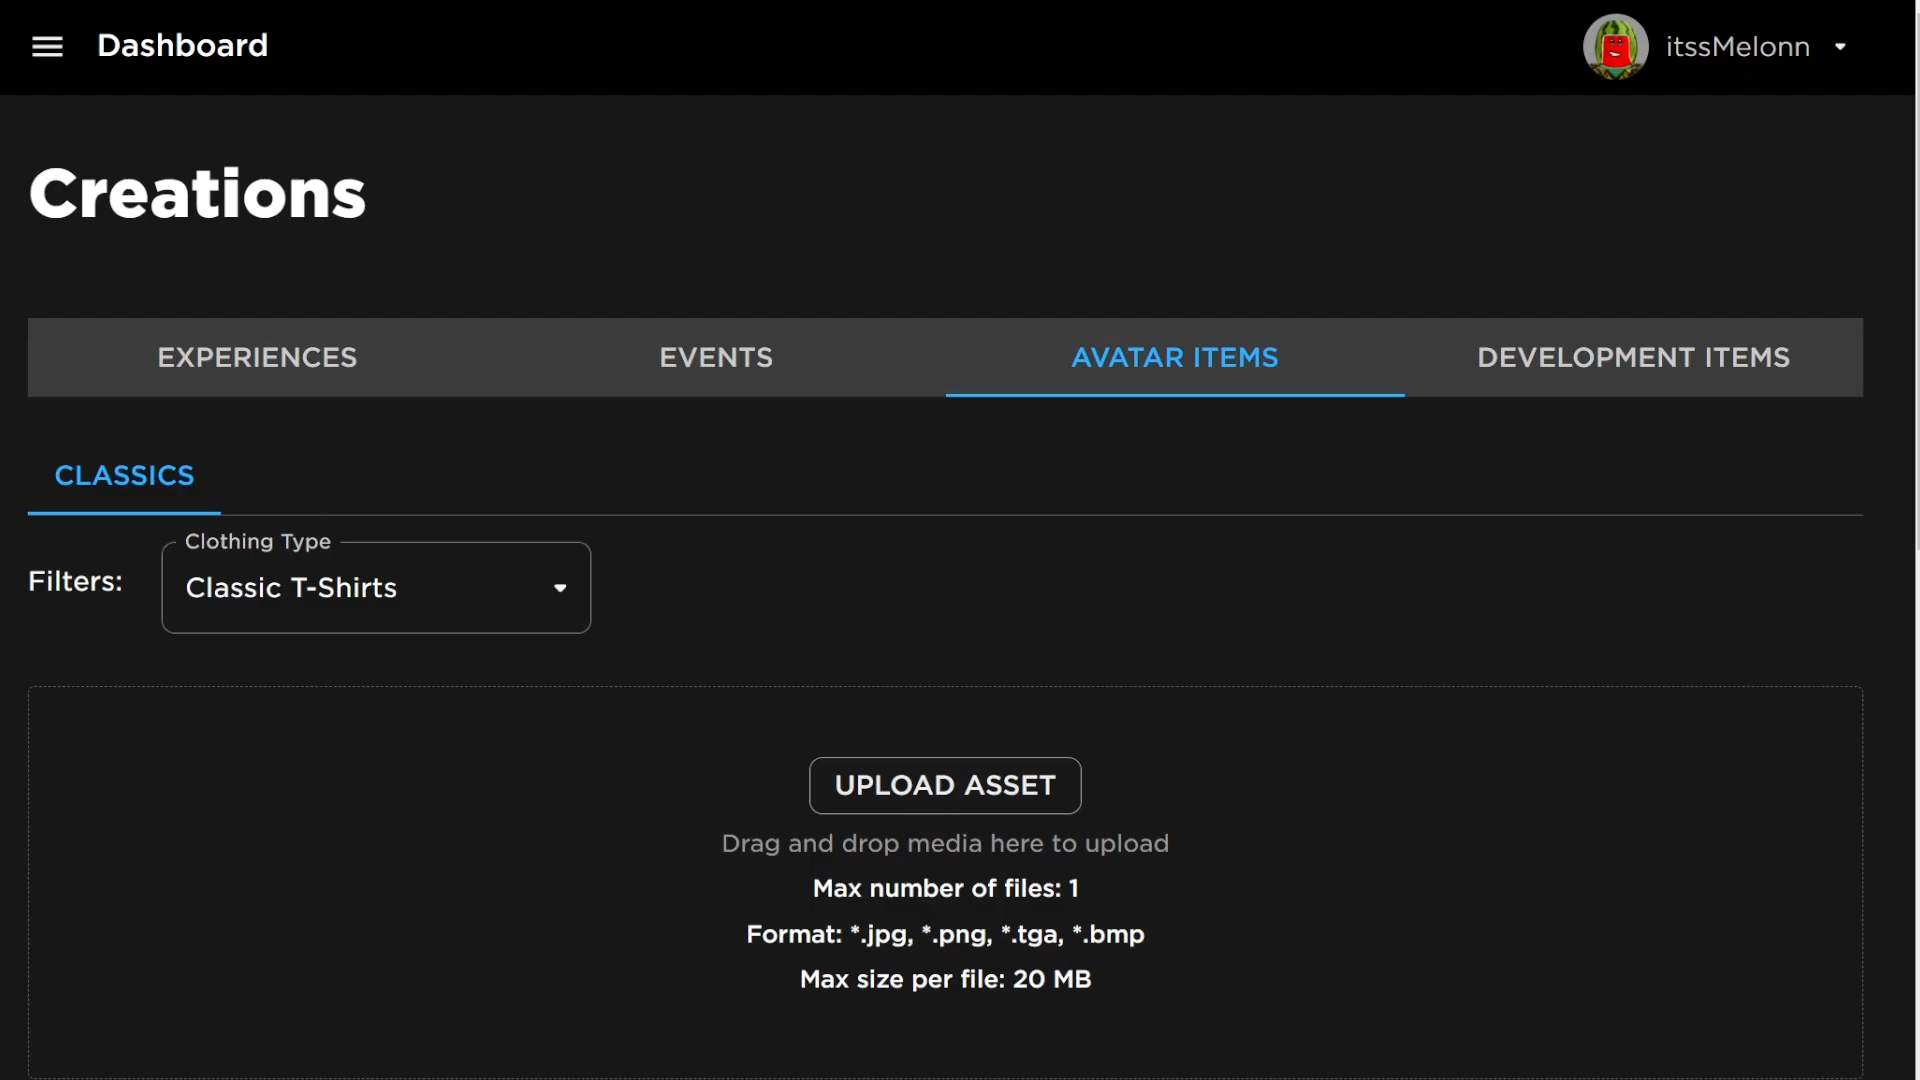 Dashboard
itssMelonn
Creations
EXPERIENCES
EVENTS
AVATAR ITEMS
DEVELOPMENT ITEMS
CLASSICS
Clothing Type
Filters:
Classic T-Shirts
UPLOAD ASSET
Drag and drop media here to upload
Max number of files: 1
Format: *.jpg, *.png, *.tga, *.bmp
Max size per file: 20 MB